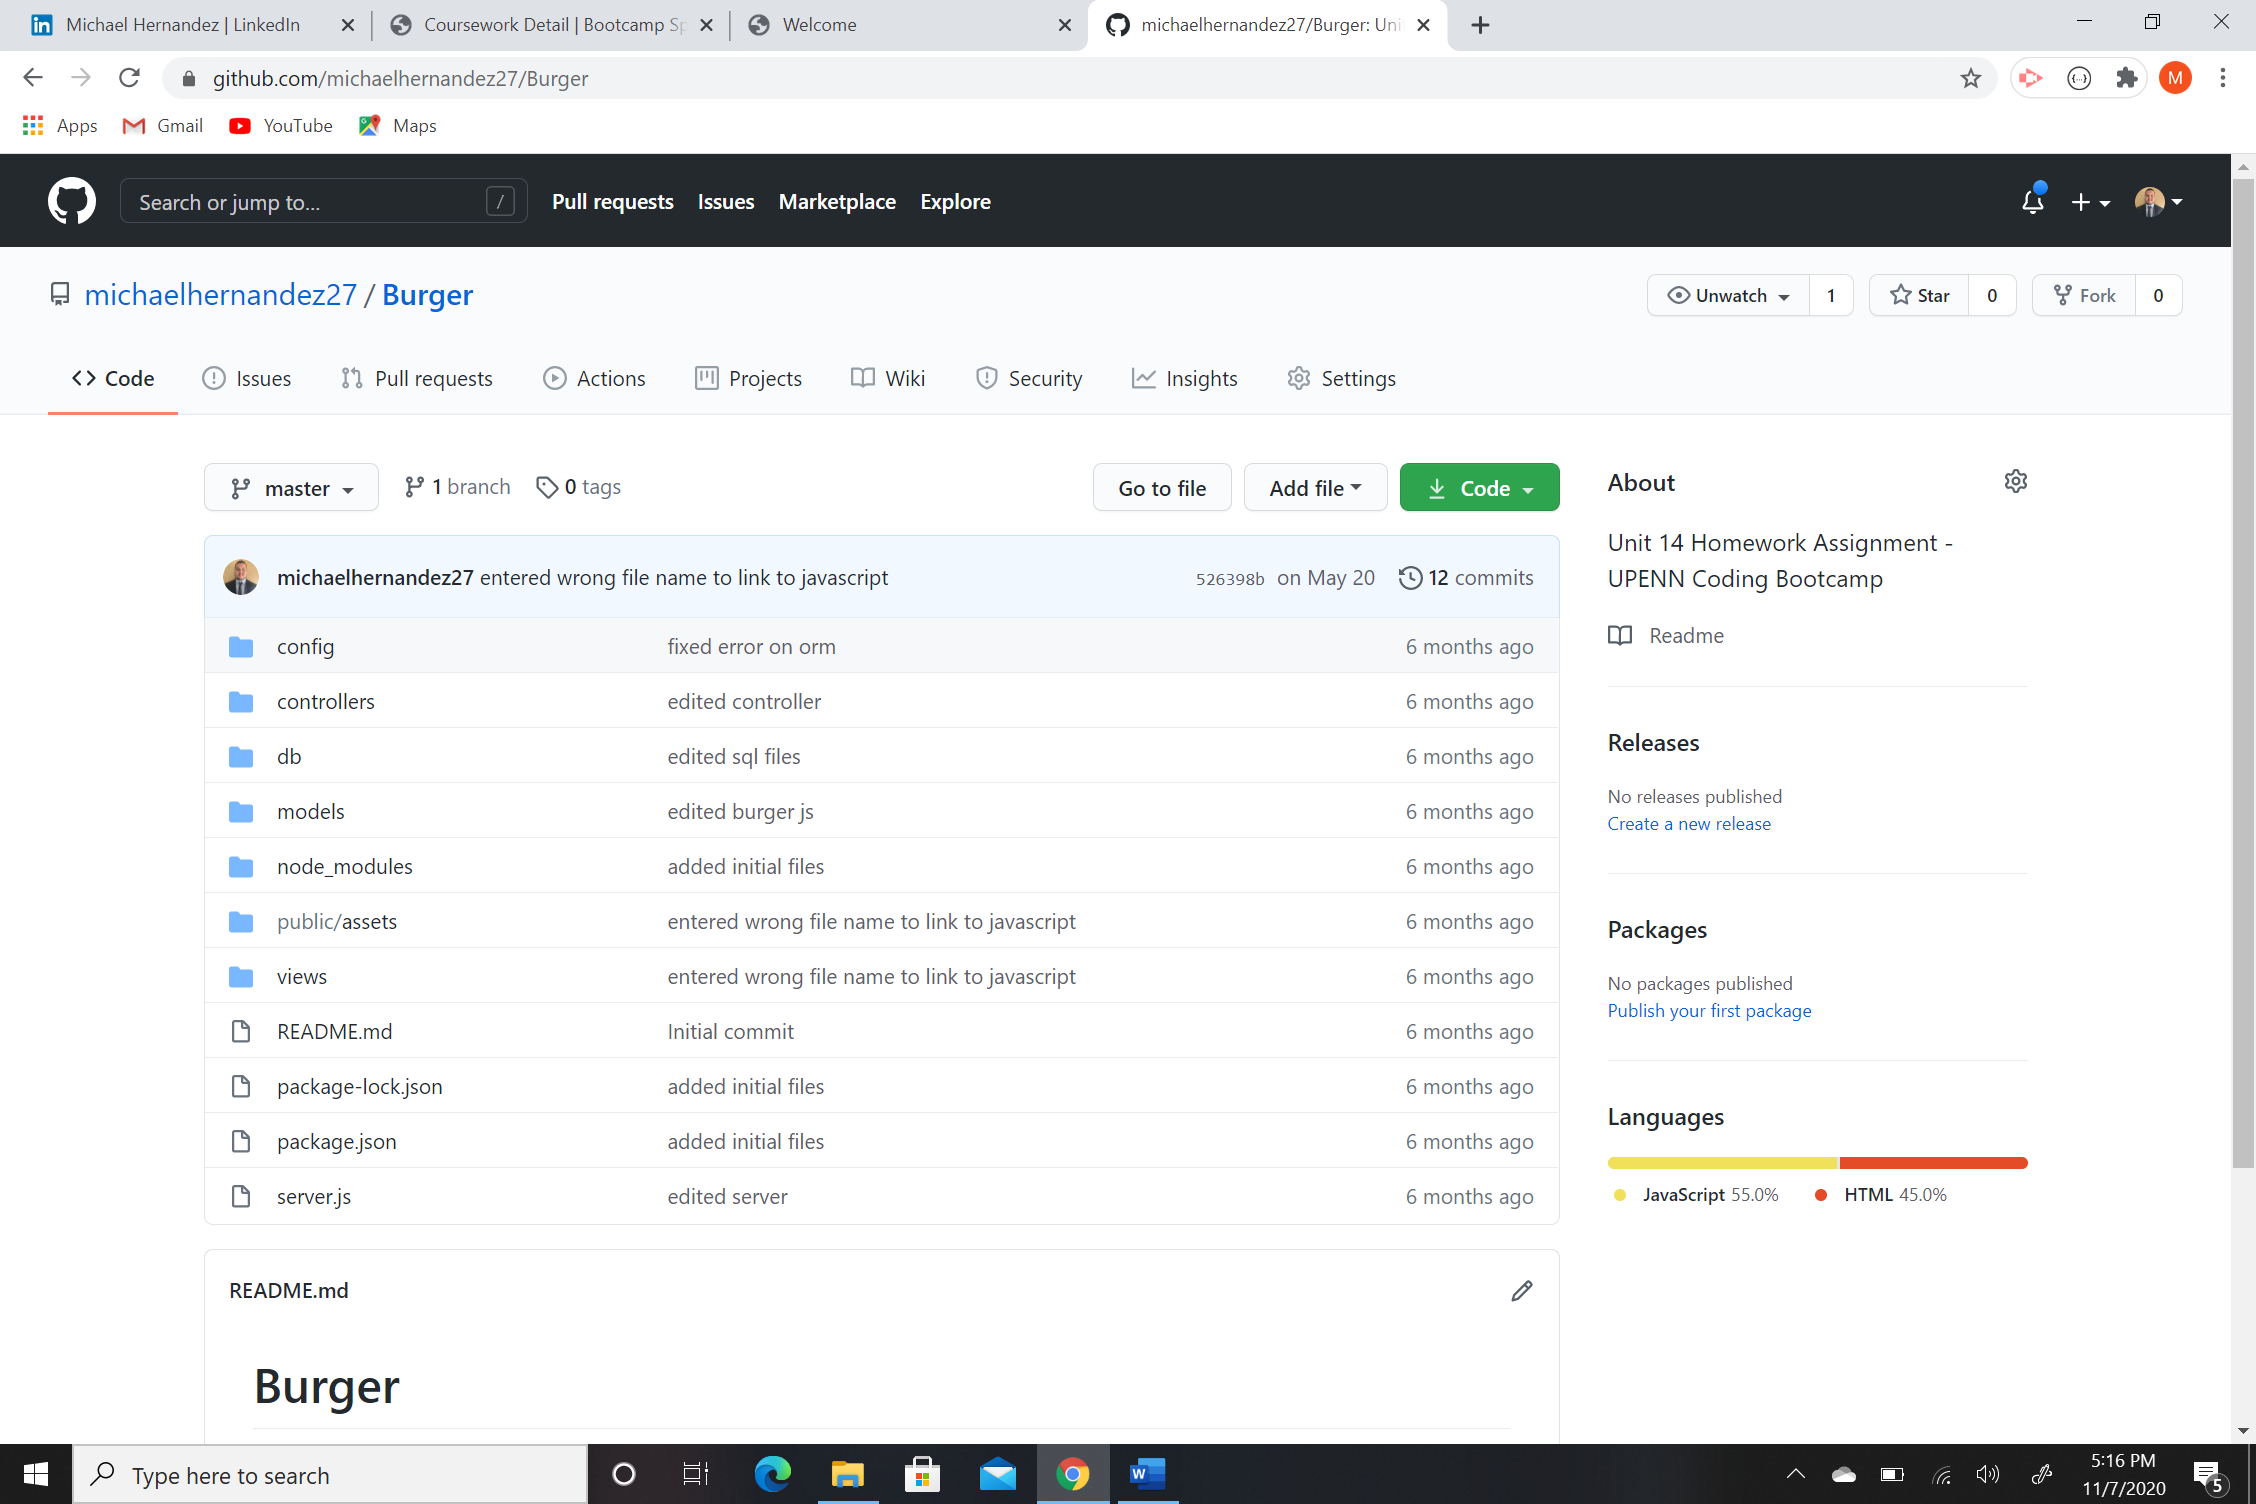 Michael Hernandez | LinkedIn
Coursework Detail | Bootcamp Sp
Welcome
michaelhernandez27/Burger: Uni
github.com/michaelhernandez27/Burger
M
Apps Gmail YouTube Maps
Search or jump to... /
Pull requests Issues Marketplace Explore
michaelhernandez27 / Burger
Unwatch 1 Star 0 Fork 0
Code Issues Pull requests Actions Projects Wiki Security Insights Settings
master 1 branch 0 tags
Go to file Add file Code
michaelhernandez27 entered wrong file name to link to javascript 526398b on May 20 12 commits
config fixed error on orm 6 months ago
controllers edited controller 6 months ago
db edited sql files 6 months ago
models edited burger js 6 months ago
node_modules added initial files 6 months ago
public/assets entered wrong file name to link to javascript 6 months ago
views entered wrong file name to link to javascript 6 months ago
README.md Initial commit 6 months ago
package-lock.json added initial files 6 months ago
package.json added initial files 6 months ago
server.js edited server 6 months ago
README.md
Burger
About
Unit 14 Homework Assignment -
UPENN Coding Bootcamp
Readme
Releases
No releases published
Create a new release
Packages
No packages published
Publish your first package
Languages
JavaScript 55.0% HTML 45.0%
Type here to search
W
5:16 PM
11/7/2020
5